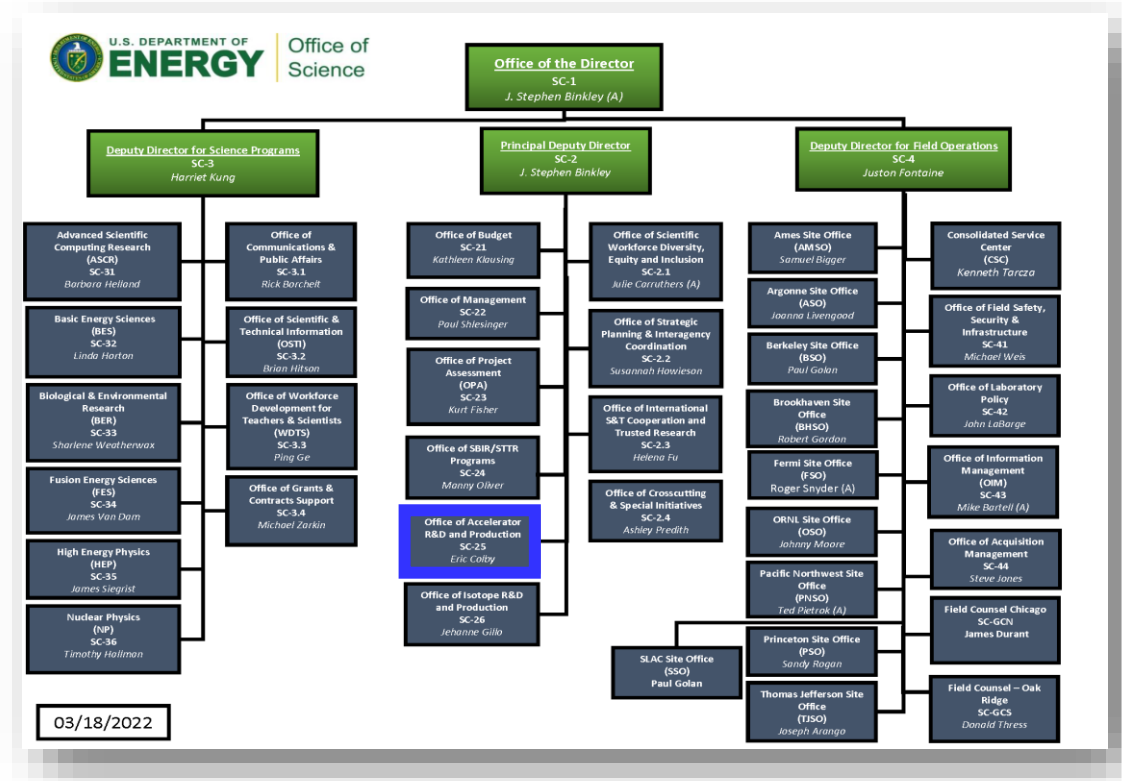 U.S. DEPARTMENT OF
ENERGY
Office of
Science
Office of the Director
SC-1
J. Stephen Binkley (A)
Deputy Director for Science Programs
SC-3
Harriet Kung
Principal Deputy Director
SC-2
J. Stephen Binkley
Deputy Director for Field Operations
SC-4
Juston Fontaine
Advanced Scientific
Computing Research
(ASCR)
SC-31
Barbara Helland
Basic Energy Sciences
(BES)
SC-32
Linda Horton
Biological & Environmental
Research
(BER)
SC-33
Sharlene Weatherwax
Fusion Energy Sciences
(FES)
SC-34
James Van Dam
High Energy Physics
(HEP)
SC-35
James Siegrist
Nuclear Physics
(NP)
SC-36
Timothy Hallman
Office of
Communications &
Public Affairs
SC-3.1
Rick Borchelt
Office of Scientific &
Technical Information
(OSTI)
SC-3.2
Brian Hitson
Office of Workforce
Development for
Teachers & Scientists
(WDTS)
SC-3.3
Ping Ge
Office of Grants &
Contracts Support
SC-3.4
Michael Zarkin
Office of Budget
SC-21
Kathleen Klausing
Office of Management
SC-22
Paul Shlesinger
Office of Project
Assessment
(OPA)
SC-23
Kurt Fisher
Office of SBIR/STTR
Programs
SC-24
Manny Oliver
Office of Accelerator
R&D and Production
SC-25
Eric Colby
Office of Isotope R&D
and Production
SC-26
Jehanne Gillo
Office of Scientific
Workforce Diversity,
Equity and Inclusion
SC-2.1
Julie Carruthers (A)
Office of Strategic
Planning & Interagency
Coordination
SC-2.2
Susannah Howieson
Office of International
S&T Cooperation and
Trusted Research
SC-2.3
Helena Fu
Office of Crosscutting
& Special Initiatives
SC-2.4
Ashley Predith
Ames Site Office
(AMSO)
Samuel Bigger
Argonne Site Office
(ASO)
Joanna Livengood
Berkeley Site Office
(BSO)
Paul Golan
Brookhaven Site
Office
(BHSO)
Robert Gordon
Fermi Site Office
(FSO)
Roger Snyder (A)
ORNL Site Office
(OSO)
Johnny Moore
Pacific Northwest Site
Office
(PNSO)
Ted Pietrok (A)
Princeton Site Office
(PSO)
Sandy Rogan
Thomas Jefferson Site
Office
(TJSO)
Joseph Arango
SLAC Site Office
(SSO)
Paul Golan
Consolidated Service
Center
(CSC)
Kenneth Tarcza
Office of Field Safety,
Security &
Infrastructure
SC-41
Michael Weis
Office of Laboratory
Policy
SC-42
John LaBarge
Office of Information
Management
(OIM)
SC-43
Mike Bartell (A)
Office of Acquisition
Management
SC-44
Steve Jones
Field Counsel Chicago
SC-GCN
James Durant
Field Counsel – Oak
Ridge
SC-GCS
Donald Thress
03/18/2022